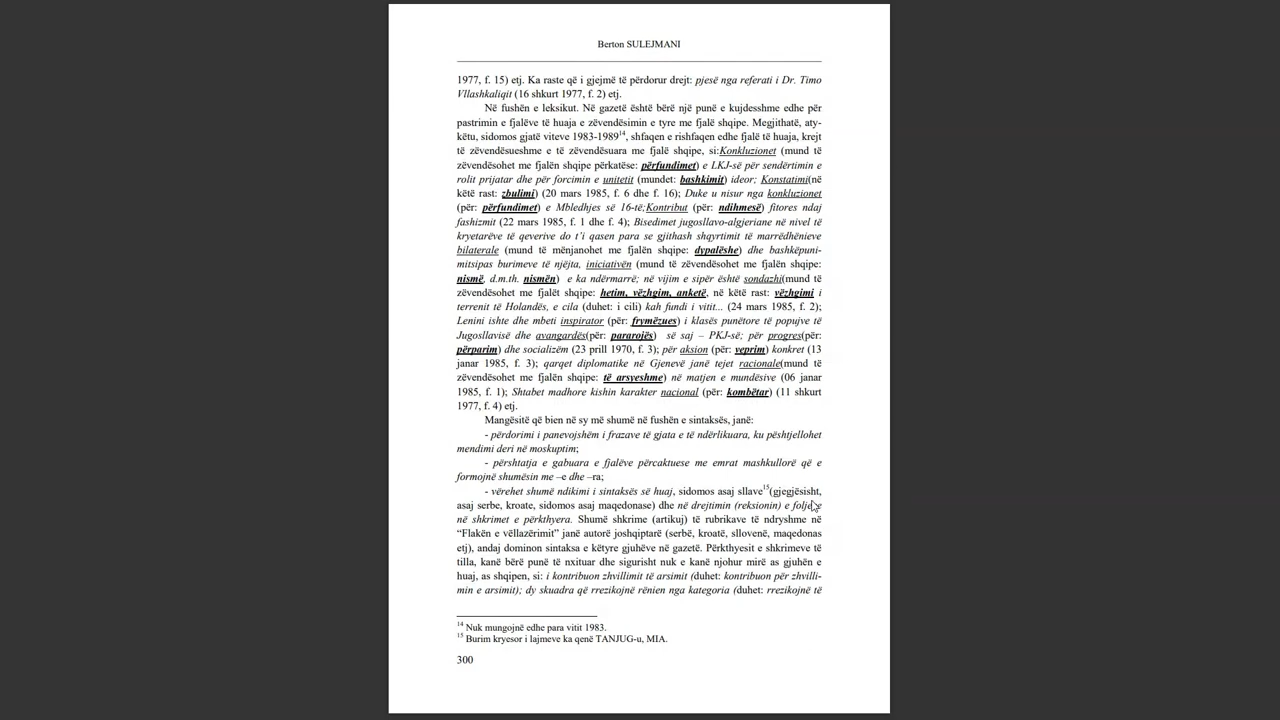 Berton SULEJMANI
1977, f. 15) etj. Ka raste që i gjejmë të përdorur drejt: pjesë nga referati i Dr. Timo
Vllashkaliqit (16 shkurt 1977, f. 2) etj.
Në fushën e leksikut. Në gazetë është bërë një punë e kujdesshme edhe për
pastrimin e fjalëve të huaja e zëvendësimin e tyre me fjalë shqipe. Megjithatë, aty-
këtu, sidomos gjatë viteve 1983-198914, shfaqen e rishfaqen edhe fjalë të huaja, krejt
të zëvendësueshme e të zëvendësuara me fjalë shqipe, si:Konkluzionet (mund të
zëvendësohet me fjalën shqipe përkatëse: përfundimet) e LKJ-së për sendërtimin e
rolit prijatar dhe për forcimin e unitetit (mundet: bashkimit) ideor; Konstatimi(në
këtë rast: zbulimi) (20 mars 1985, f. 6 dhe f. 16); Duke u nisur nga konkluzionet
(për: përfundimet) e Mbledhjes së 16-të;Kontribut (për: ndihmesë) fitores ndaj
fashizmit (22 mars 1985, f. 1 dhe f. 4); Bisedimet jugosllavo-algjeriane në nivel të
kryetarëve të qeverive do t’i qasen para se gjithash shqyrtimit të marrëdhënieve
bilaterale (mund të mënjanohet me fjalën shqipe: dypalëshe) dhe bashkëpuni-
mitsipas burimeve të njëjta, iniciativën (mund të zëvendësohet me fjalën shqipe:
nismë, d.m.th. nismën) e ka ndërmarrë; në vijim e sipër është sondazhi(mund të
zëvendësohet me fjalët shqipe: hetim, vëzhgim, anketë, në këtë rast: vëzhgimi i
terrenit të Holandës, e cila (duhet: i cili) kah fundi i vitit... (24 mars 1985, f. 2);
Lenini ishte dhe mbeti inspirator (për: frymëzues) i klasës punëtore të popujve të
Jugosllavisë dhe avangardës(për: pararojës) së saj – PKJ-së; për progres(për:
përparim) dhe socializëm (23 prill 1970, f. 3); për aksion (për: veprim) konkret (13
janar 1985, f. 3); qarqet diplomatike në Gjenevë janë tejet racionale(mund të
zëvendësohet me fjalën shqipe: të arsyeshme) në matjen e mundësive (06 janar
1985, f. 1); Shtabet madhore kishin karakter nacional (për: kombëtar) (11 shkurt
1977, f. 4) etj.
Mangësitë që bien në sy më shumë në fushën e sintaksës, janë:
- përdorimi i panevojshëm i frazave të gjata e të ndërlikuara, ku pështjellohet
mendimi deri në moskuptim;
- përshtatja e gabuara e fjalëve përcaktuese me emrat mashkullorë që e
formojnë shumësin me –e dhe –ra;
- vërehet shumë ndikimi i sintaksës së huaj, sidomos asaj sllave15(gjegjësisht,
asaj serbe, kroate, sidomos asaj maqedonase) dhe në drejtimin (reksionin) e foljeve
në shkrimet e përkthyera. Shumë shkrime (artikuj) të rubrikave të ndryshme në
“Flakën e vëllazërimit” janë autorë joshqiptarë (serbë, kroatë, sllovenë, maqedonas
etj), andaj dominon sintaksa e këtyre gjuhëve në gazetë. Përkthyesit e shkrimeve të
tilla, kanë bërë punë të nxituar dhe sigurisht nuk e kanë njohur mirë as gjuhën e
huaj, as shqipen, si: i kontribuon zhvillimit të arsimit (duhet: kontribuon për zhvilli-
min e arsimit); dy skuadra që rrezikojnë rënien nga kategoria (duhet: rrezikojnë të
14 Nuk mungojnë edhe para vitit 1983.
15 Burim kryesor i lajmeve ka qenë TANJUG-u, MIA.
300